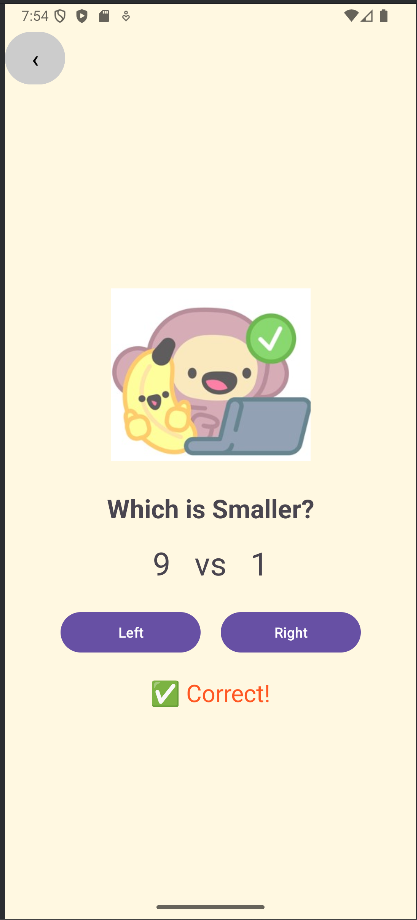 7:54
‹
Which is Smaller?
9 vs 1
Left Right
✅ Correct!